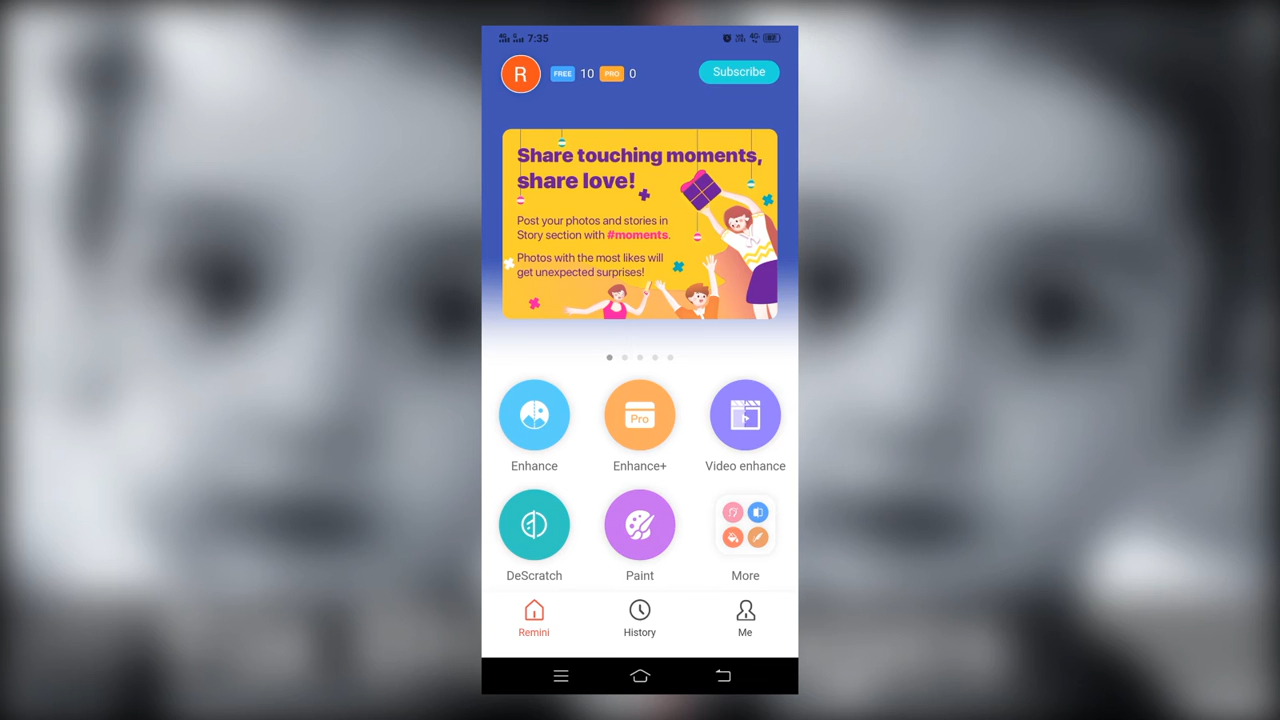 7:35
R FREE 10 PRO 0 Subscribe
Share touching moments,
share love!
Post your photos and stories in
Story section with #moments.
Photos with the most likes will
get unexpected surprises!
Pro
Enhance Enhance+ Video enhance
DeScratch Paint More
Remini History Me